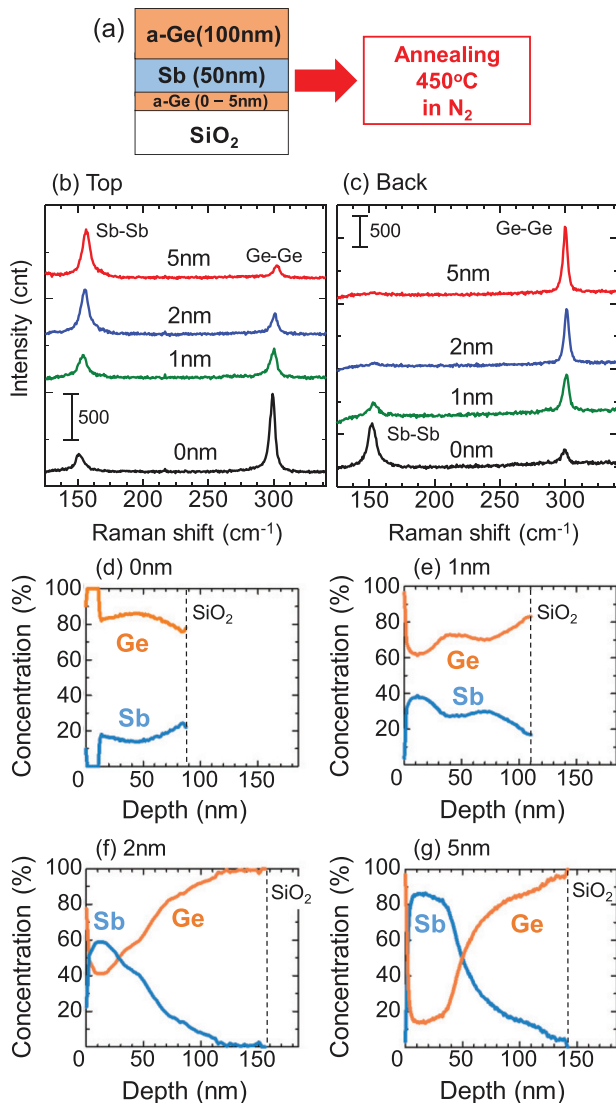 (a)
a-Ge(100nm)
Sb (50nm)
a-Ge (0 – 5nm)
SiO₂
Annealing
450°C
in N₂
(b) Top
Sb-Sb
Ge-Ge
5nm
2nm
1nm
500
0nm
150 200 250 300
Raman shift (cm⁻¹)
Intensity (cnt)
(c) Back
500
Ge-Ge
5nm
2nm
1nm
Sb-Sb
0nm
150 200 250 300
Raman shift (cm⁻¹)
(d) 0nm
100
80
60
40
20
SiO₂
Ge
Sb
0 50 100 150
Depth (nm)
Concentration (%)
(e) 1nm
100
80
60
40
20
SiO₂
Ge
Sb
0 50 100 150
Depth (nm)
Concentration (%)
(f) 2nm
100
80
60
40
20
Sb
Ge
SiO₂
0 50 100 150
Depth (nm)
Concentration (%)
(g) 5nm
100
80
60
40
20
Sb
Ge
SiO₂
0 50 100 150
Depth (nm)
Concentration (%)